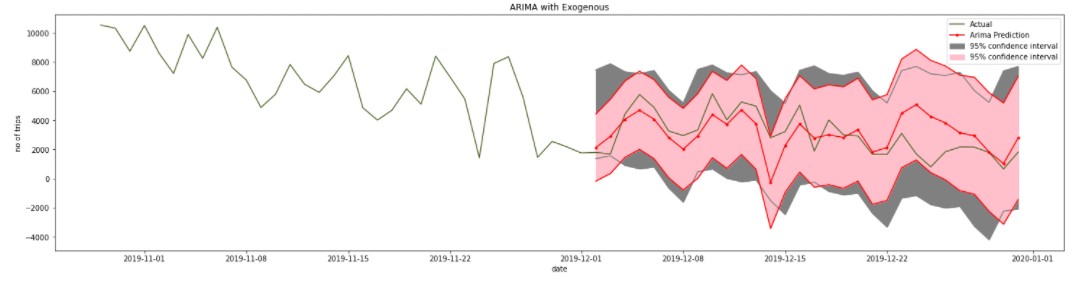 ARIMA with Exogenous
Actual
Arima Prediction
95% confidence interval
95% confidence interval
10000
8000
6000
4000
2000
0
−2000
−4000
no of trips
2019-11-01
2019-11-08
2019-11-15
2019-11-22
2019-12-01
2019-12-08
2019-12-15
2019-12-22
2020-01-01
date